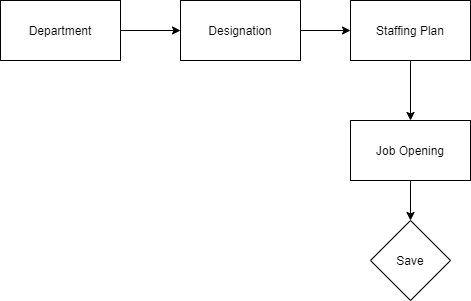 Department
Designation
Staffing Plan
Job Opening
Save